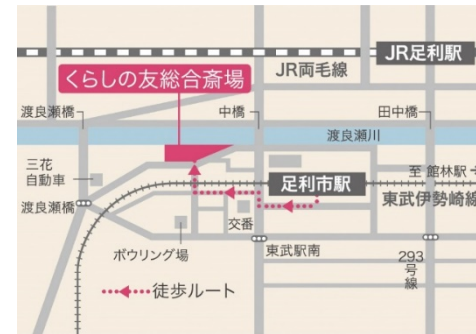 JR足利駅
JR両毛線
くらしの友総合斎場
渡良瀬橋
中橋
田中橋
渡良瀬川
三花
自動車
足利市駅
至 館林駅
東武伊勢崎線
渡良瀬橋
交番
ボウリング場
東武駅南
293
号
線
徒歩ルート